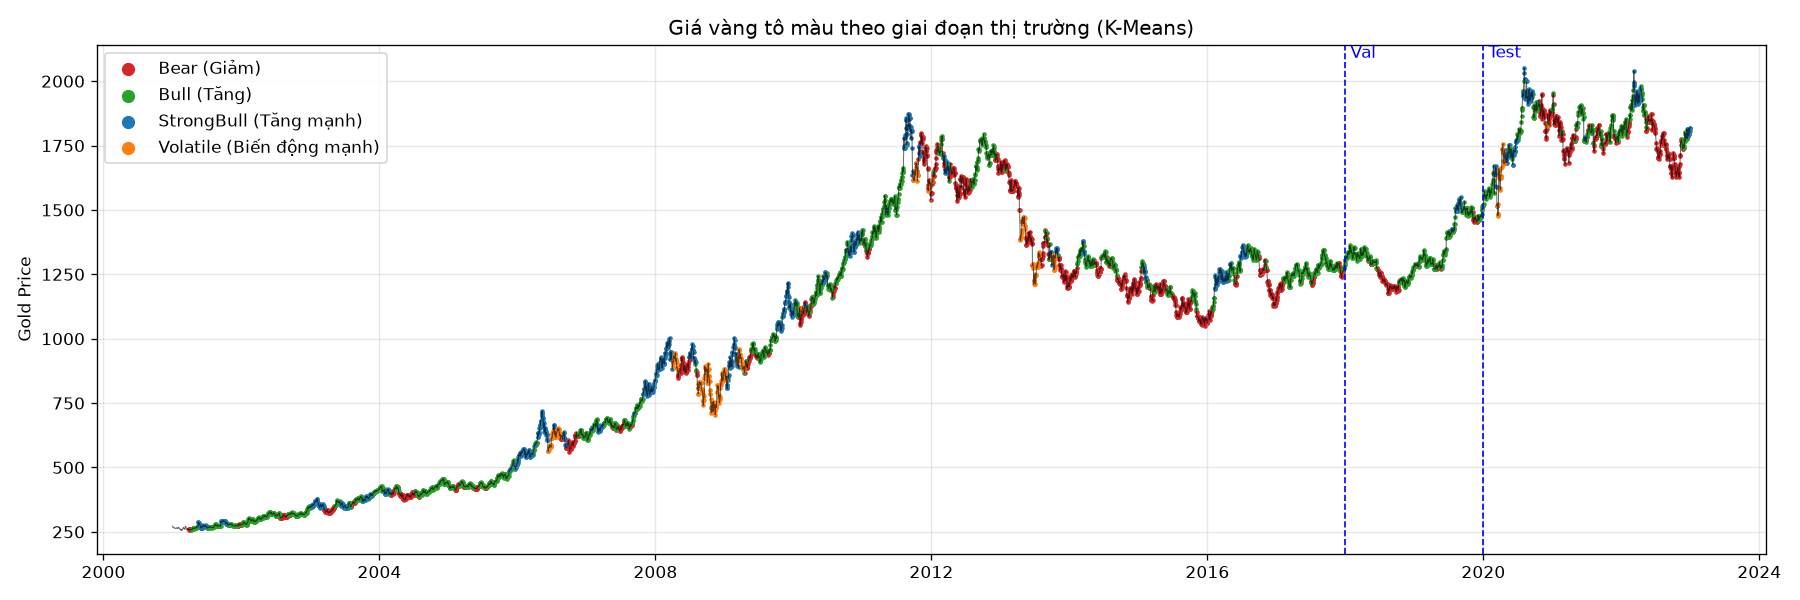 Giá vàng tô màu theo giai đoạn thị trường (K-Means)
Bear (Giảm)
Bull (Tăng)
StrongBull (Tăng mạnh)
Volatile (Biến động mạnh)
Val
Test
Gold Price
2000
1750
1500
1250
1000
750
500
250
2000
2004
2008
2012
2016
2020
2024